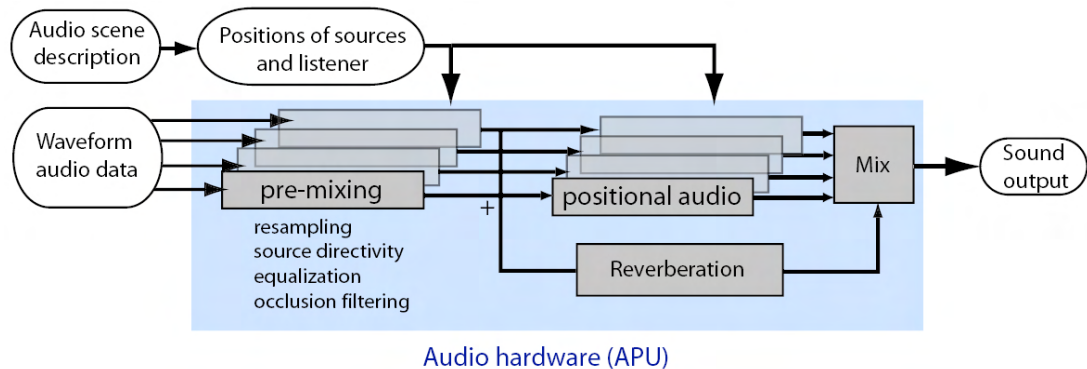 Audio scene
description
Positions of sources
and listener
Waveform
audio data
pre-mixing
+
positional audio
Mix
Sound
output
resampling
source directivity
equalization
occlusion filtering
Reverberation
Audio hardware (APU)